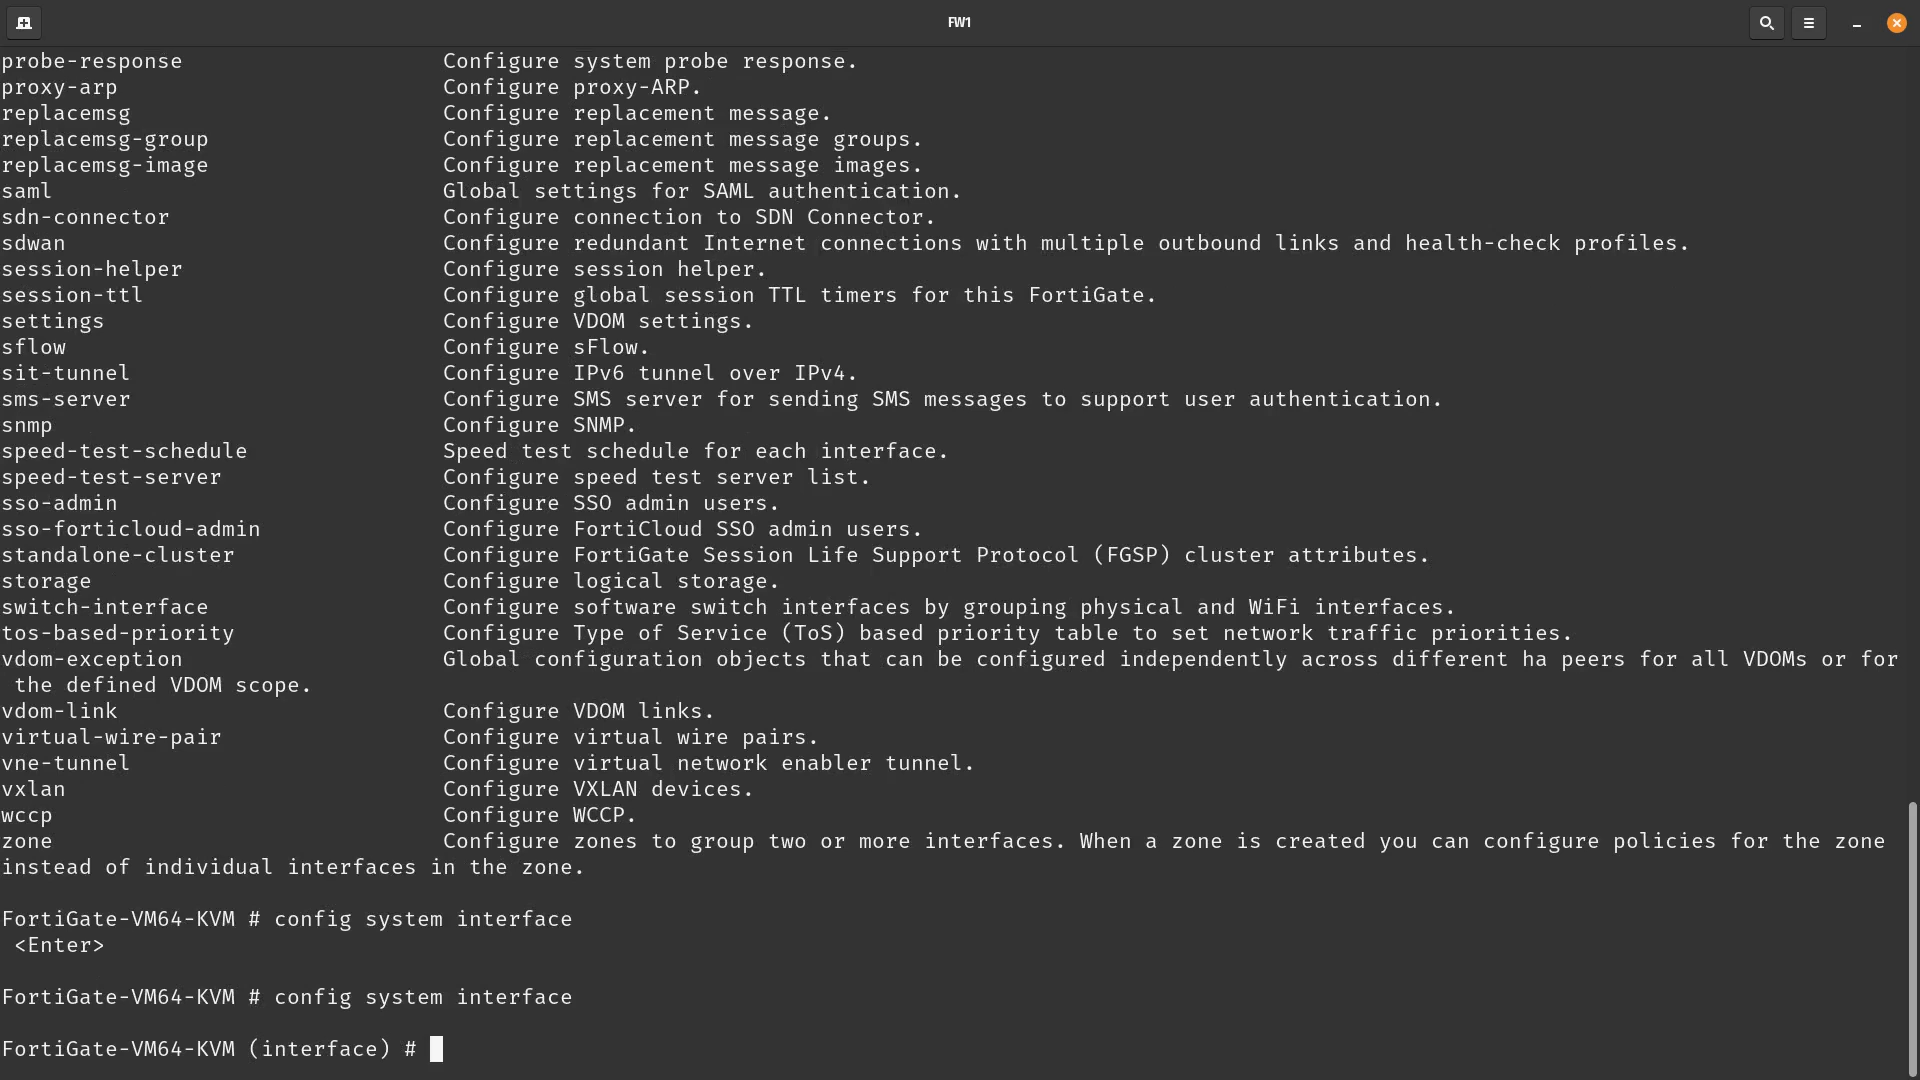 FW1
probe-response Configure system probe response.
proxy-arp Configure proxy-ARP.
replacemsg Configure replacement message.
replacemsg-group Configure replacement message groups.
replacemsg-image Configure replacement message images.
saml Global settings for SAML authentication.
sdn-connector Configure connection to SDN Connector.
sdwan Configure redundant Internet connections with multiple outbound links and health-check profiles.
session-helper Configure session helper.
session-ttl Configure global session TTL timers for this FortiGate.
settings Configure VDOM settings.
sflow Configure sFlow.
sit-tunnel Configure IPv6 tunnel over IPv4.
sms-server Configure SMS server for sending SMS messages to support user authentication.
snmp Configure SNMP.
speed-test-schedule Speed test schedule for each interface.
speed-test-server Configure speed test server list.
sso-admin Configure SSO admin users.
sso-forticloud-admin Configure FortiCloud SSO admin users.
standalone-cluster Configure FortiGate Session Life Support Protocol (FGSP) cluster attributes.
storage Configure logical storage.
switch-interface Configure software switch interfaces by grouping physical and WiFi interfaces.
tos-based-priority Configure Type of Service (ToS) based priority table to set network traffic priorities.
vdom-exception Global configuration objects that can be configured independently across different ha peers for all VDOMs or for
the defined VDOM scope.
vdom-link Configure VDOM links.
virtual-wire-pair Configure virtual wire pairs.
vne-tunnel Configure virtual network enabler tunnel.
vxlan Configure VXLAN devices.
wccp Configure WCCP.
zone Configure zones to group two or more interfaces. When a zone is created you can configure policies for the zone
instead of individual interfaces in the zone.
FortiGate-VM64-KVM # config system interface
<Enter>
FortiGate-VM64-KVM # config system interface
FortiGate-VM64-KVM (interface) #